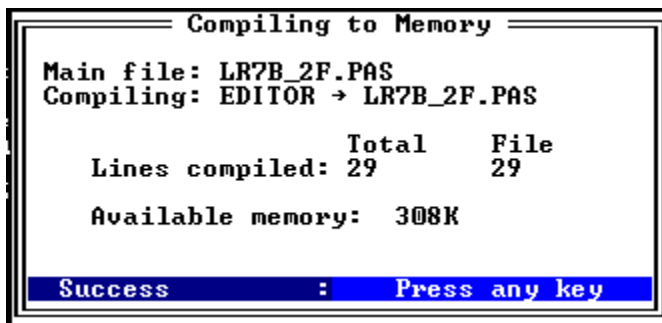 Compiling to Memory
Main file: LR7B_2F.PAS
Compiling: EDITOR → LR7B_2F.PAS
Total File
Lines compiled: 29 29
Available memory: 308K
Success : Press any key